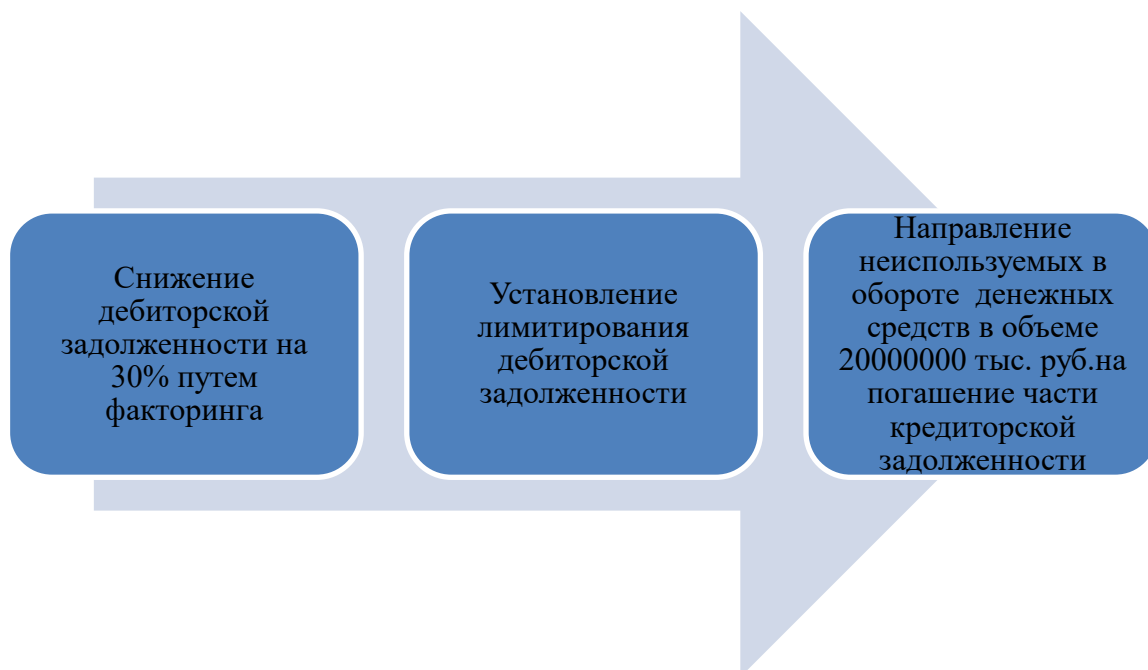 Снижение
дебиторской
задолженности на
30% путем
факторинга
Установление
лимитирования
дебиторской
задолженности
Направление
неиспользуемых в
обороте  денежных
средств в объеме
20000000 тыс. руб.на
погашение части
кредиторской
задолженности